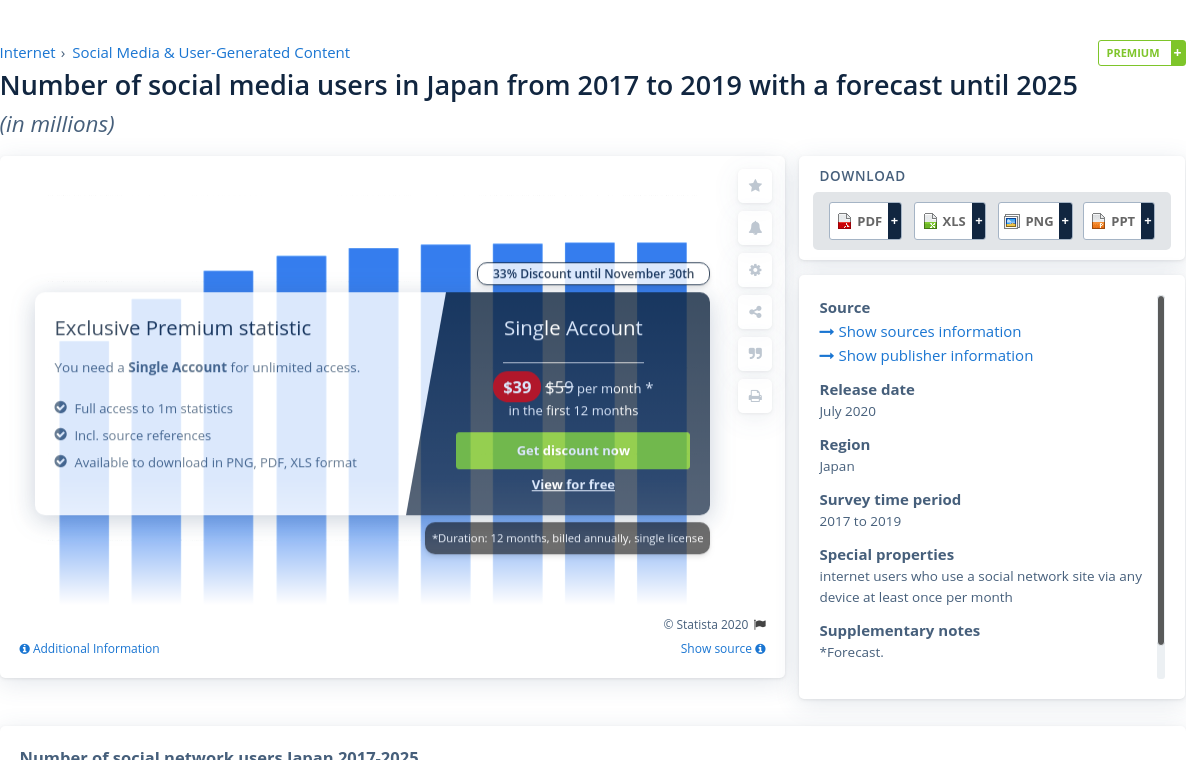 Internet › Social Media & User-Generated Content
PREMIUM +
Number of social media users in Japan from 2017 to 2019 with a forecast until 2025
(in millions)
DOWNLOAD
PDF + XLS + PNG + PPT +
33% Discount until November 30th
Exclusive Premium statistic
You need a Single Account for unlimited access.
Full access to 1m statistics
Incl. source references
Available to download in PNG, PDF, XLS format
Single Account
$39 $59 per month *
in the first 12 months
Get discount now
View for free
*Duration: 12 months, billed annually, single license
© Statista 2020
Additional Information
Show source
Source
Show sources information
Show publisher information
Release date
July 2020
Region
Japan
Survey time period
2017 to 2019
Special properties
internet users who use a social network site via any
device at least once per month
Supplementary notes
*Forecast.
Number of social network users Japan 2017-2025